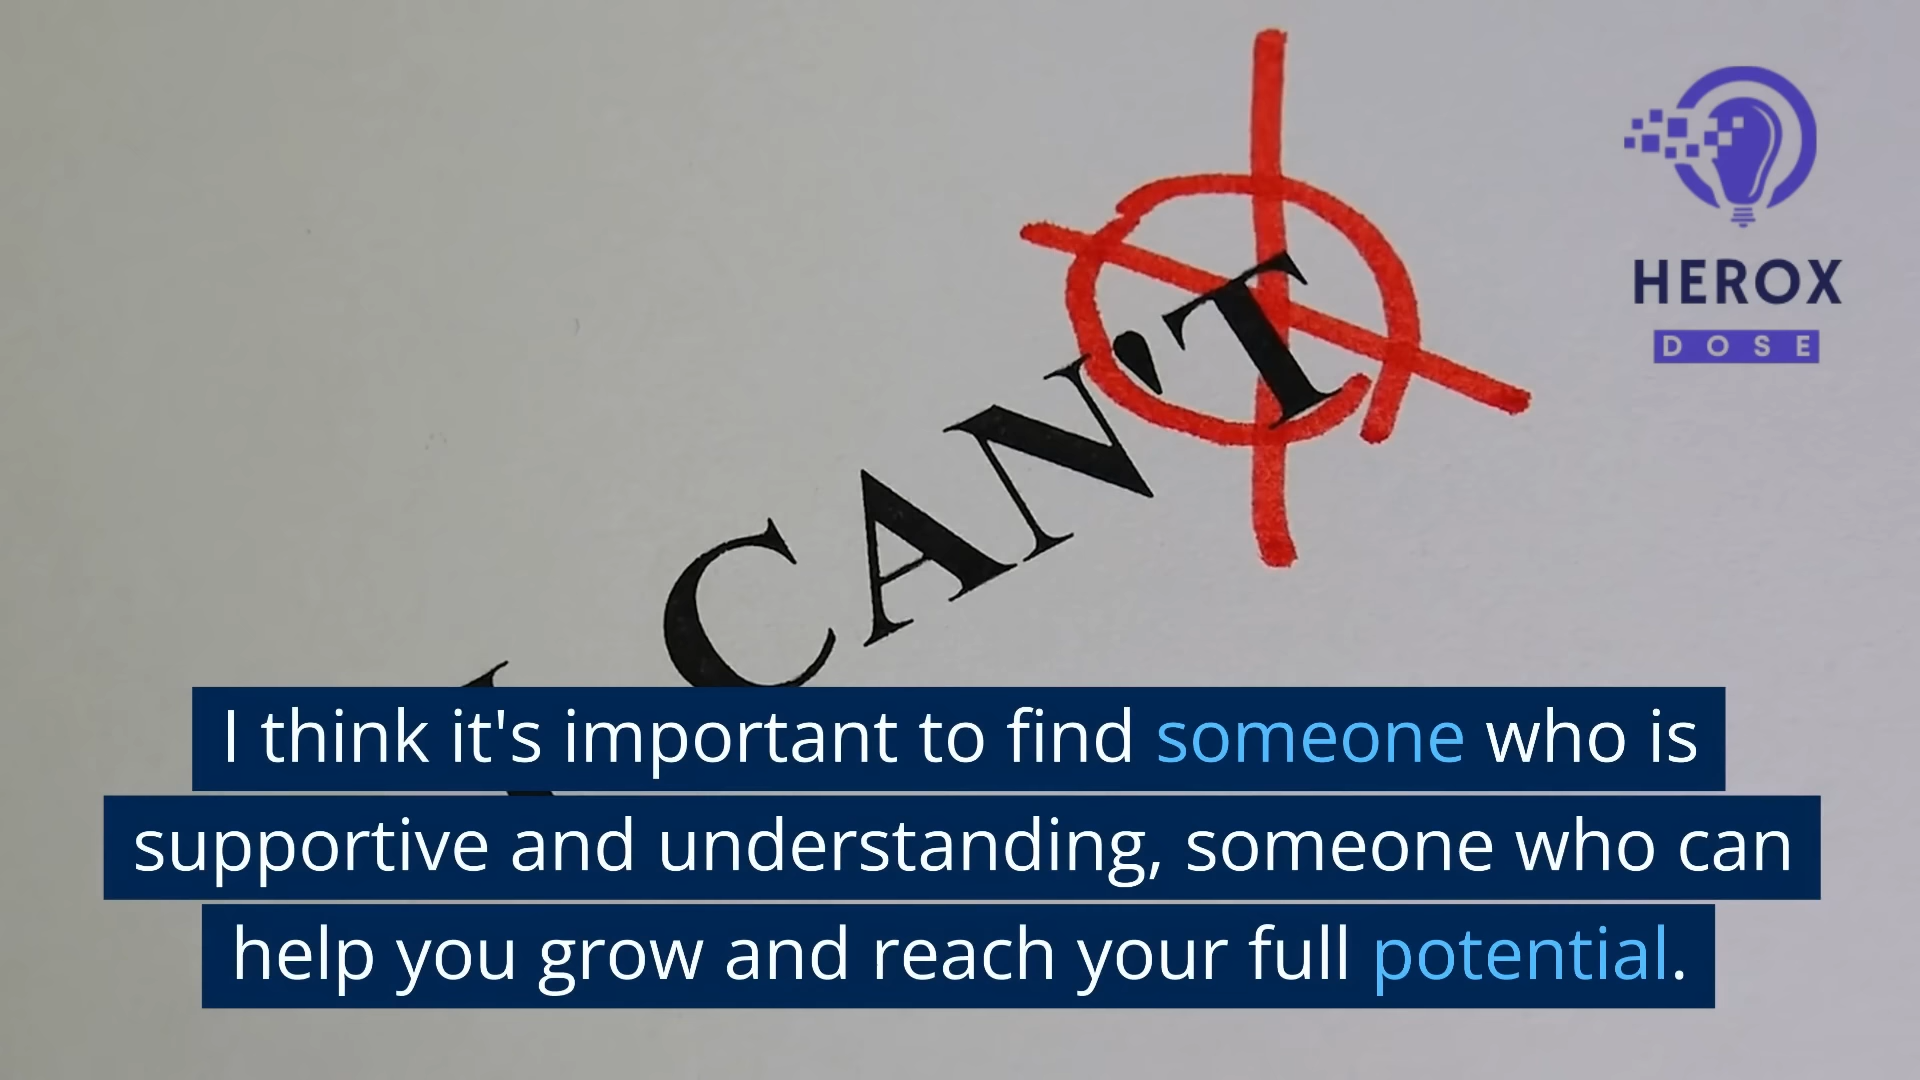 HEROX
DOSE
I CAN'T
I think it's important to find someone who is
supportive and understanding, someone who can
help you grow and reach your full potential.